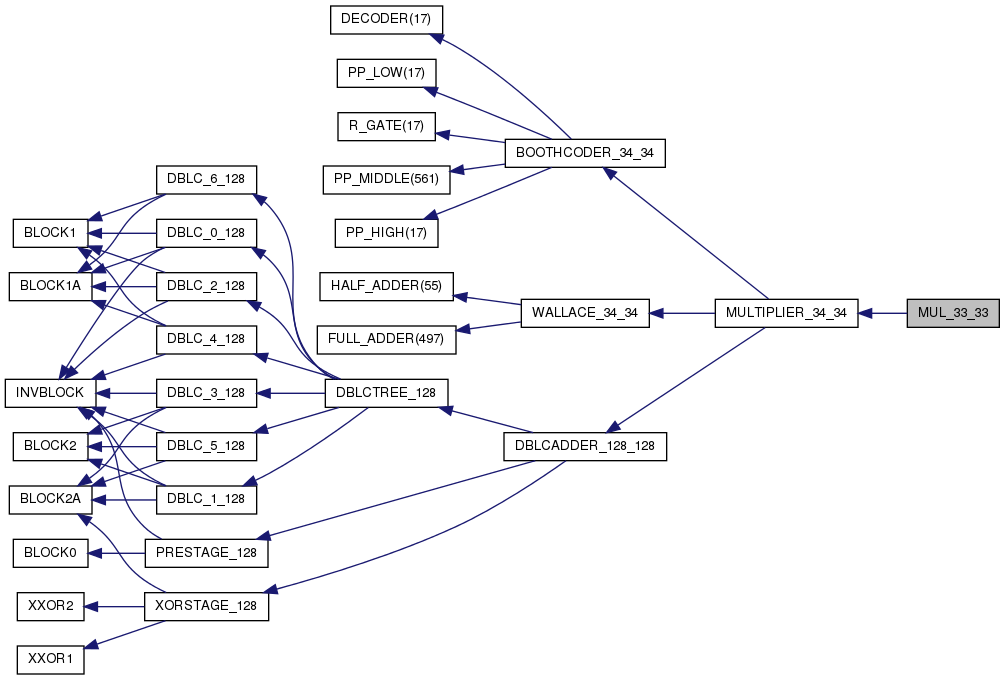 DECODER(17)
PP_LOW(17)
R_GATE(17)
BOOTHCODER_34_34
DBLC_6_128
PP_MIDDLE(561)
BLOCK1
DBLC_0_128
PP_HIGH(17)
BLOCK1A
DBLC_2_128
HALF_ADDER(55)
WALLACE_34_34
MULTIPLIER_34_34
MUL_33_33
DBLC_4_128
FULL_ADDER(497)
INVBLOCK
DBLC_3_128
DBLCTREE_128
BLOCK2
DBLC_5_128
DBLCADDER_128_128
BLOCK2A
DBLC_1_128
BLOCK0
PRESTAGE_128
XXOR2
XORSTAGE_128
XXOR1